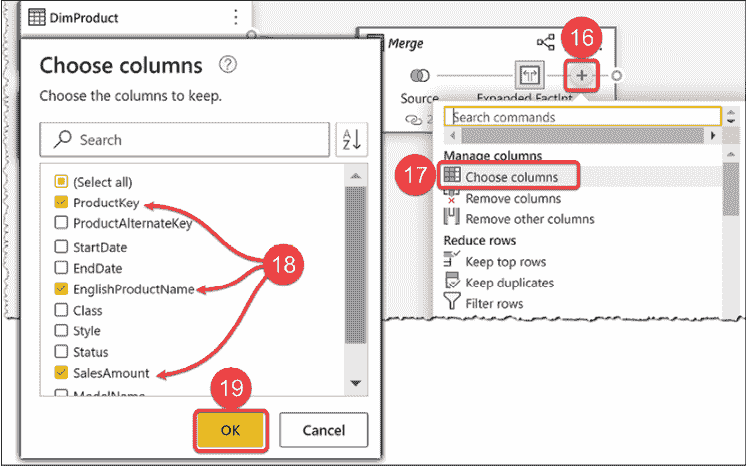 DimProduct
Choose columns
Choose the columns to keep.
Search
A
Z
(Select all)
ProductKey
ProductAlternateKey
StartDate
EndDate
EnglishProductName
Class
Style
Status
SalesAmount
ModelName
18
19
OK
Cancel
Merge
16
Source
Expanded FactInt
2
Search commands
Manage columns
17
Choose columns
Remove columns
Remove other columns
Reduce rows
Keep top rows
Keep duplicates
Filter rows